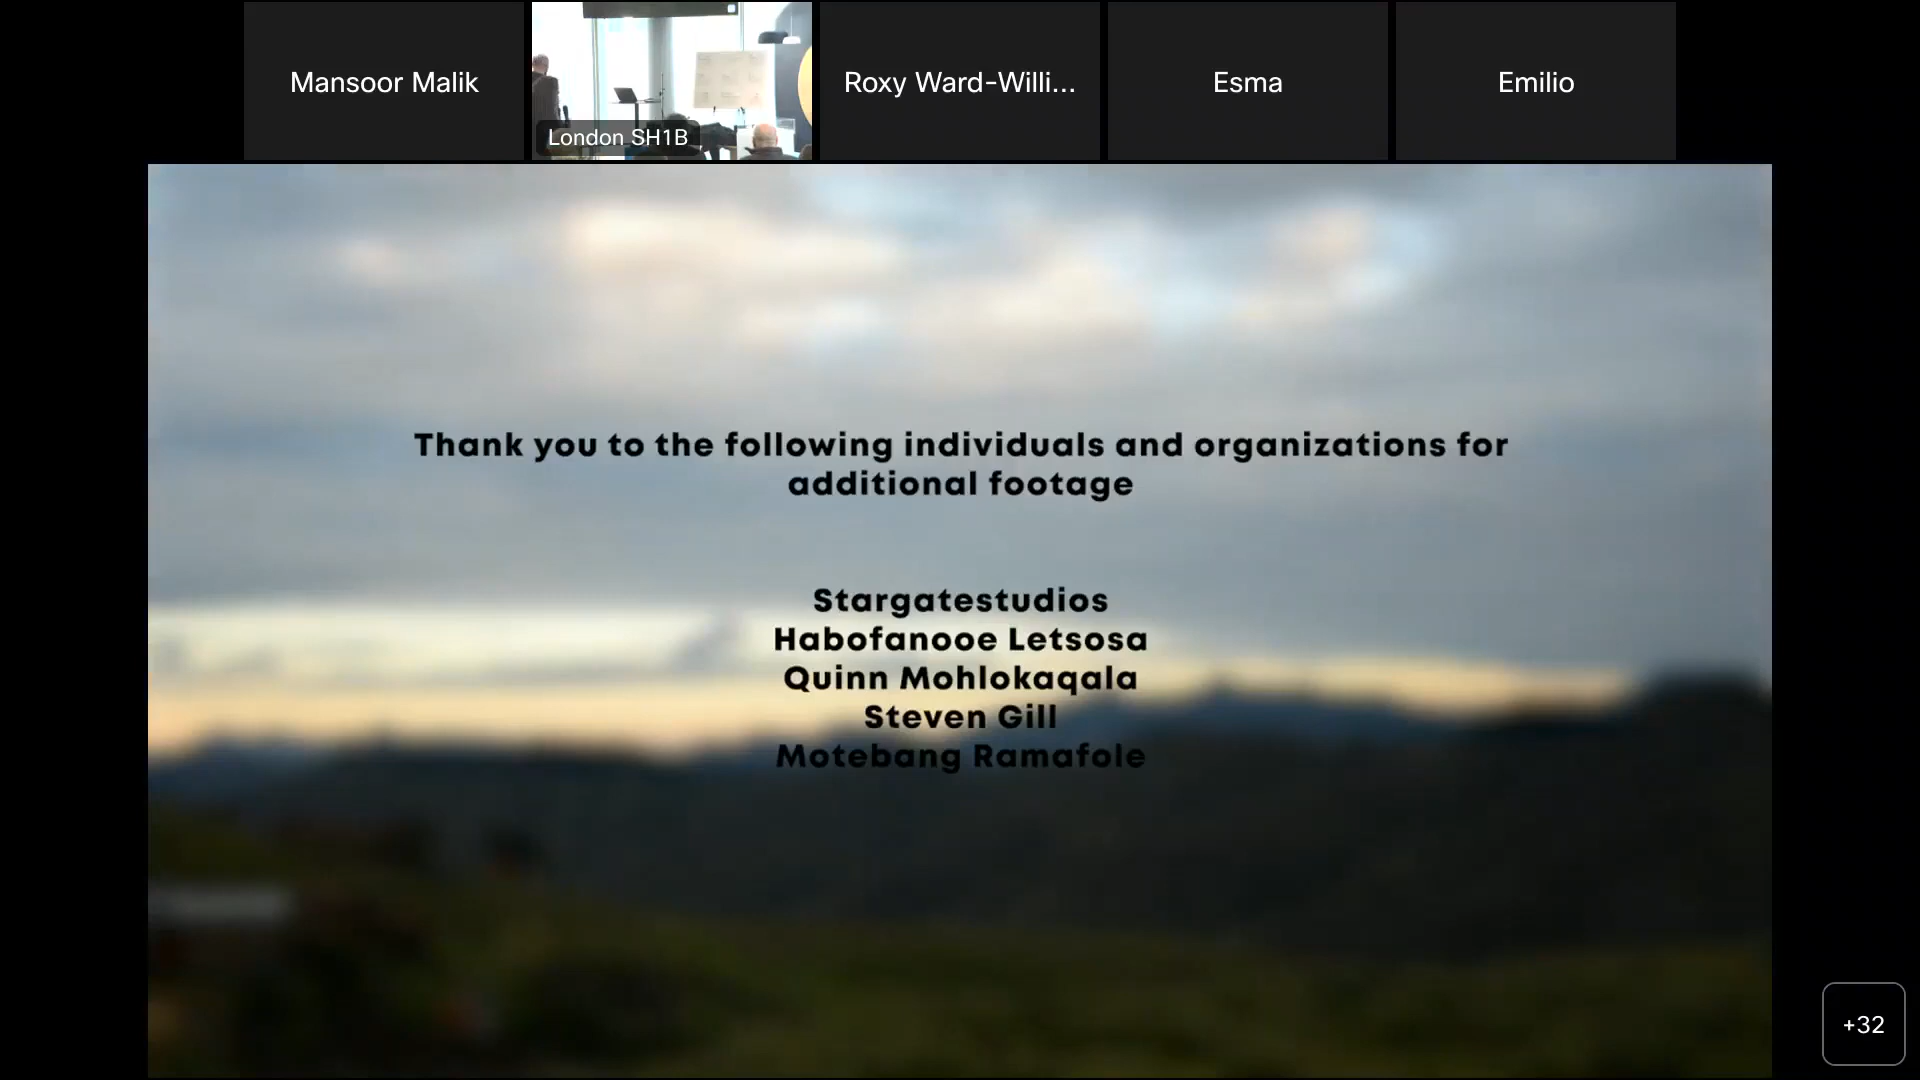 Mansoor Malik
London SH1B
Roxy Ward-Willi...
Esma
Emilio
Thank you to the following individuals and organizations for
additional footage
Stargatestudios
Habofanooe Letsosa
Quinn Mohlokaqala
Steven Gill
Motebang Ramafole
+32